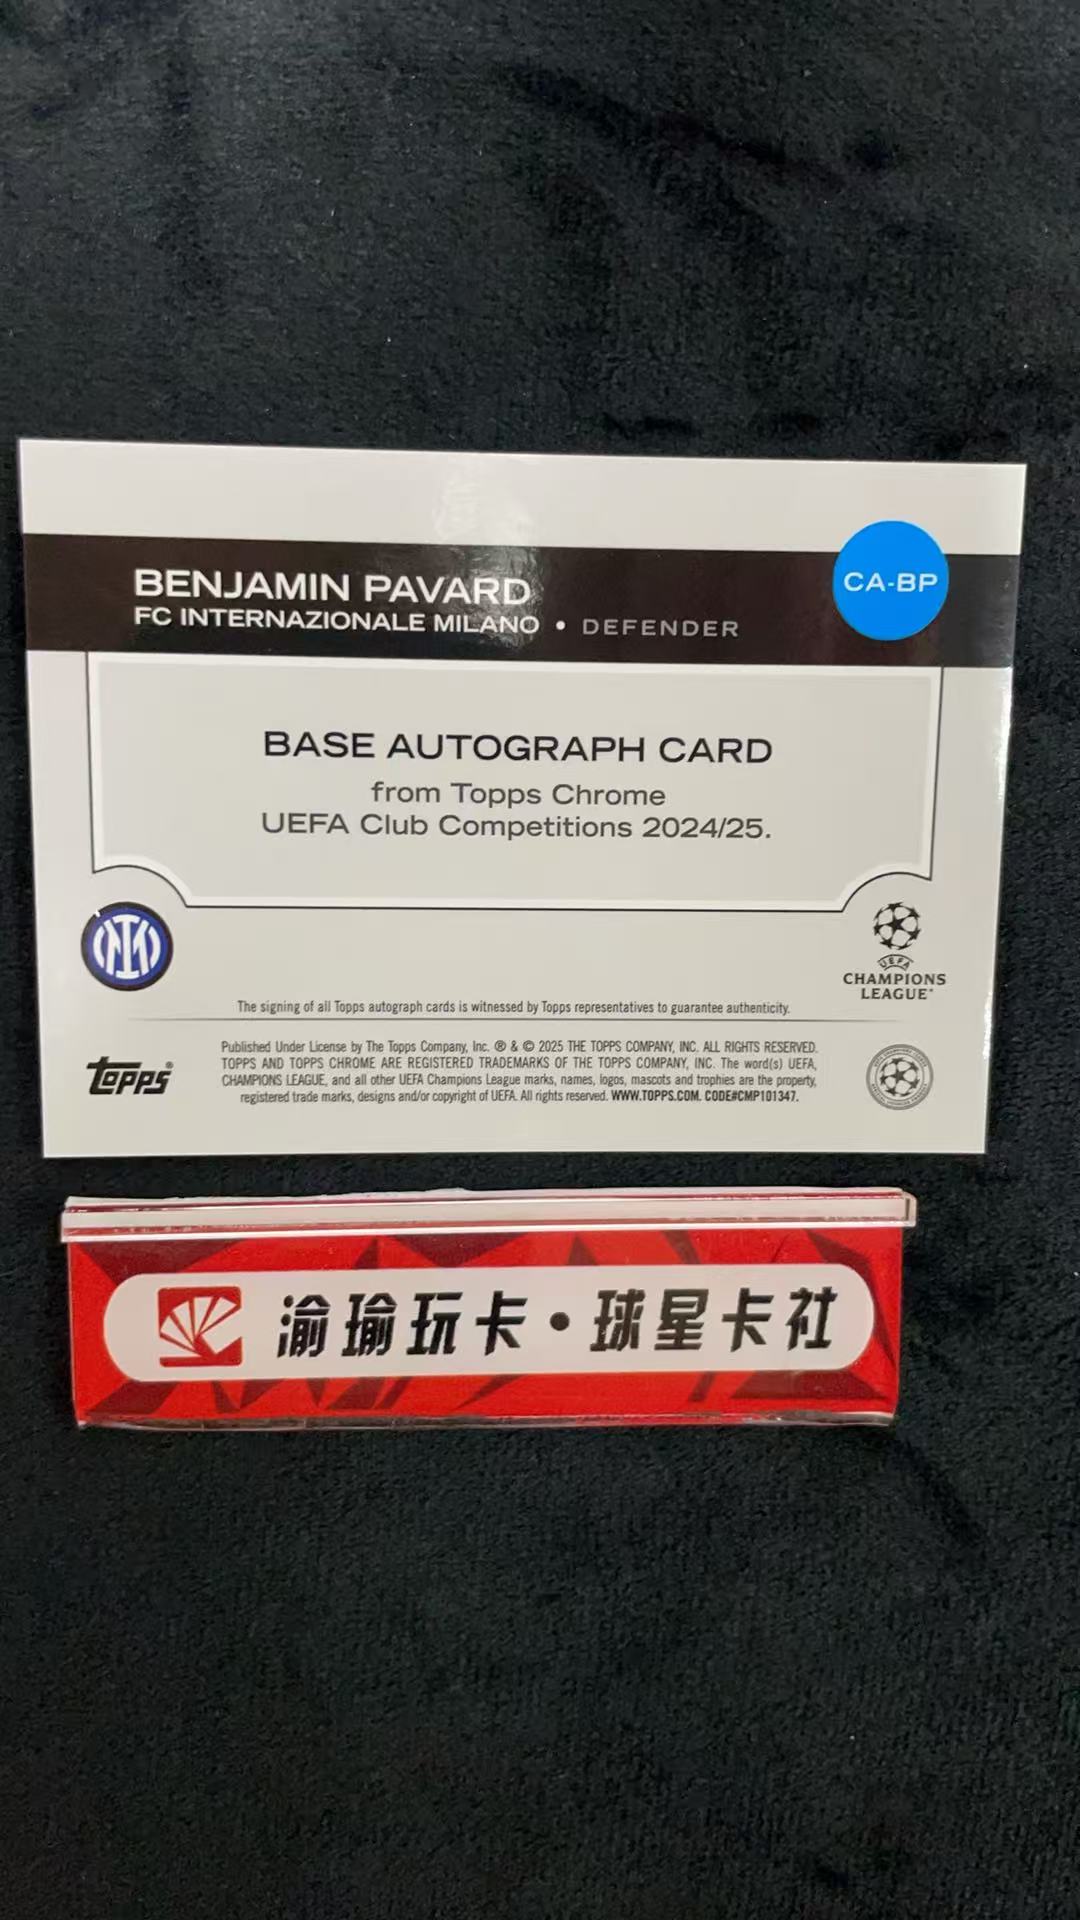 BENJAMIN PAVARD
CA-BP
FC INTERNAZIONALE MILANO • DEFENDER
BASE AUTOGRAPH CARD
from Topps Chrome
UEFA Club Competitions 2024/25.
UEFA
CHAMPIONS
LEAGUE
The signing of all Topps autograph cards is witnessed by Topps representatives to guarantee authenticity.
topps®
Published Under License by The Topps Company, Inc. ® & © 2025 THE TOPPS COMPANY, INC. ALL RIGHTS RESERVED.
TOPPS AND TOPPS CHROME ARE REGISTERED TRADEMARKS OF THE TOPPS COMPANY, INC. The word(s) UEFA,
CHAMPIONS LEAGUE, and all other UEFA Champions League marks, names, logos, mascots and trophies are the property,
registered trade marks, designs and/or copyright of UEFA. All rights reserved. WWW.TOPPS.COM. CODE#CMP101347.
渝瑜玩卡·球星卡社